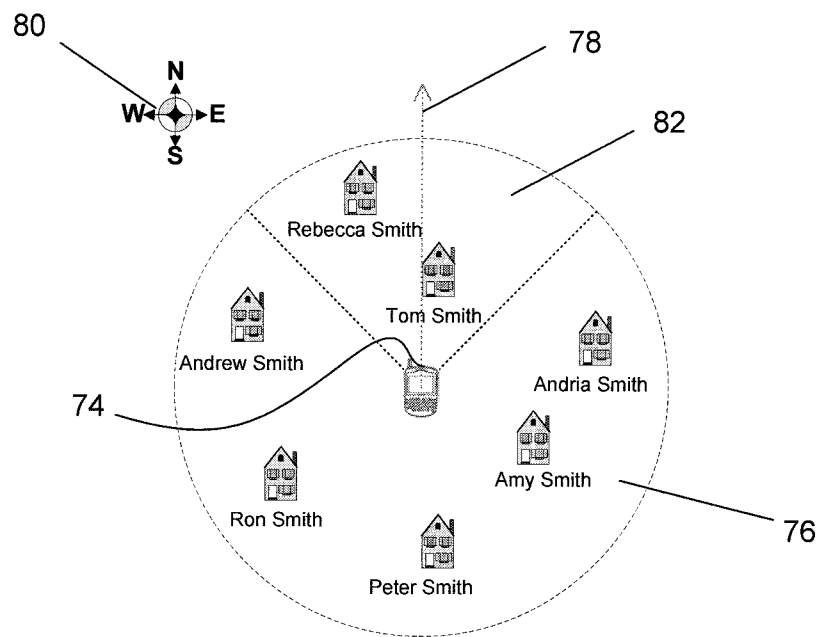 80
78
N
W E
S
82
Rebecca Smith
Tom Smith
Andrew Smith
Andria Smith
74
Amy Smith
Ron Smith
76
Peter Smith